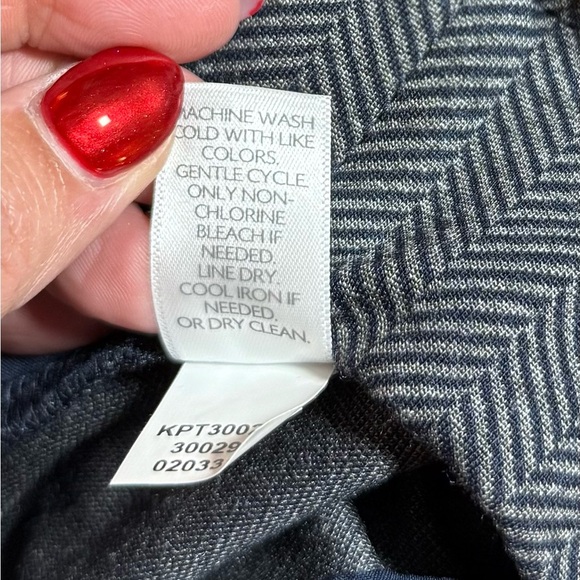 MACHINE WASH
COLD WITH LIKE
COLORS.
GENTLE CYCLE.
ONLY NON-
CHLORINE
BLEACH IF
NEEDED.
LINE DRY.
COOL IRON IF
NEEDED.
OR DRY CLEAN.
KPT3002
30029
02033